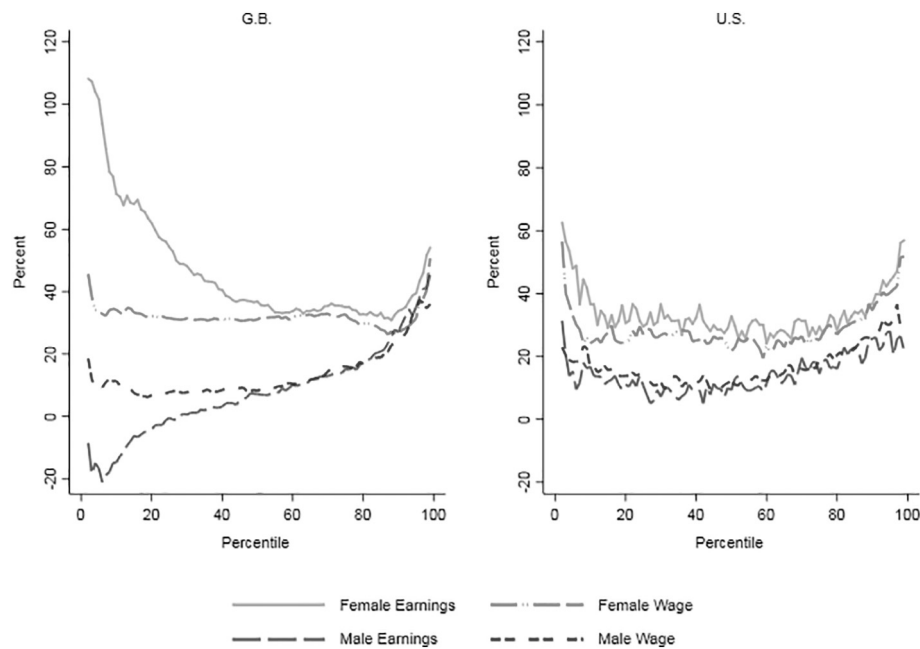 G.B.
U.S.
120
100
80
60
40
20
0
-20
Percent
0 20 40 60 80 100
Percentile
120
100
80
60
40
20
0
-20
Percent
0 20 40 60 80 100
Percentile
Female Earnings
Female Wage
Male Earnings
Male Wage